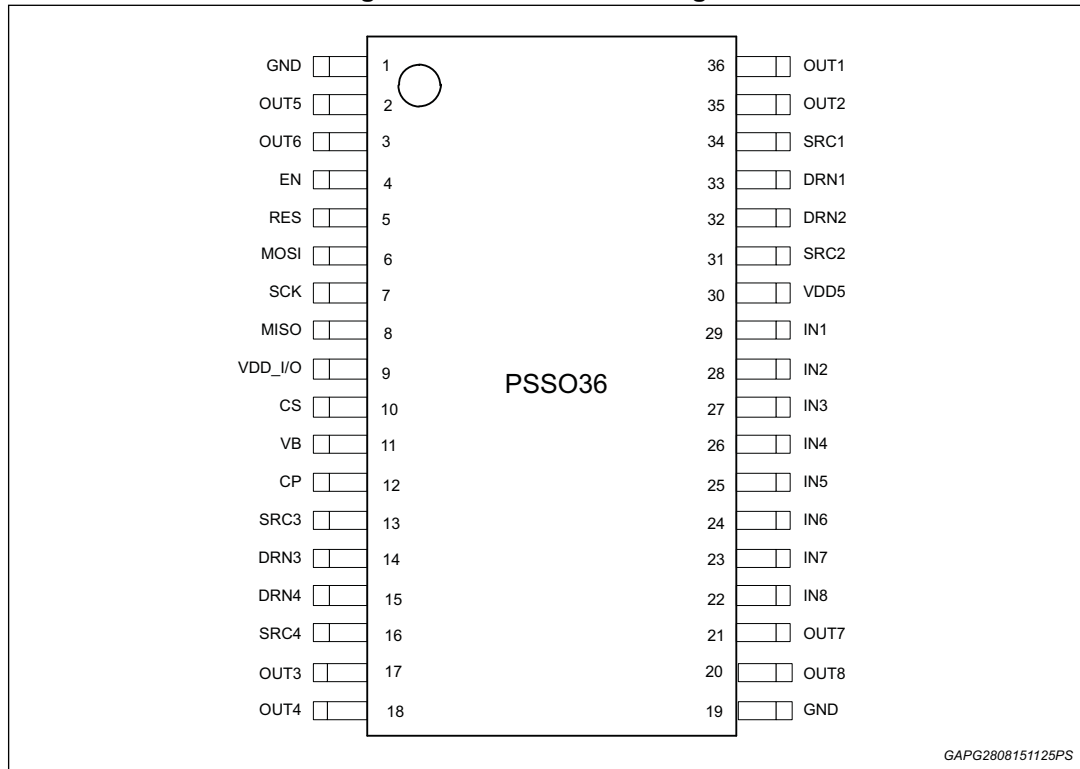 GND 1 36 OUT1
OUT5 2 35 OUT2
OUT6 3 34 SRC1
EN 4 33 DRN1
RES 5 32 DRN2
MOSI 6 31 SRC2
SCK 7 30 VDD5
MISO 8 29 IN1
VDD_I/O 9 28 IN2
PSSO36
CS 10 27 IN3
VB 11 26 IN4
CP 12 25 IN5
SRC3 13 24 IN6
DRN3 14 23 IN7
DRN4 15 22 IN8
SRC4 16 21 OUT7
OUT3 17 20 OUT8
OUT4 18 19 GND
GAPG2808151125PS